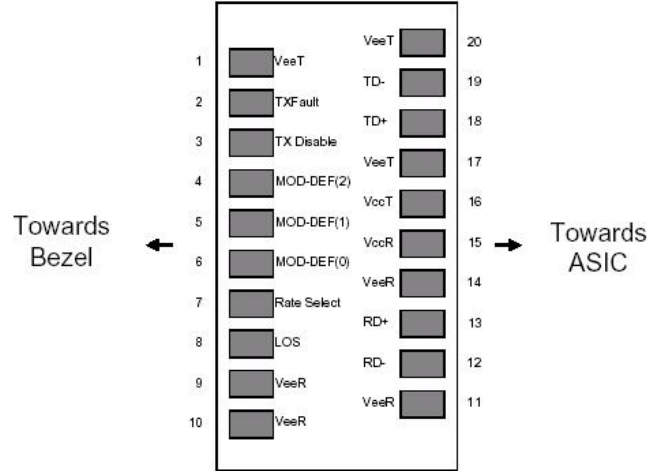 1 VeeT
2 TXFault
3 TX Disable
4 MOD-DEF(2)
5 MOD-DEF(1)
6 MOD-DEF(0)
7 Rate Select
8 LOS
9 VeeR
10 VeeR
VeeT 20
TD- 19
TD+ 18
VeeT 17
VccT 16
VccR 15
VeeR 14
RD+ 13
RD- 12
VeeR 11
Towards
Bezel
Towards
ASIC